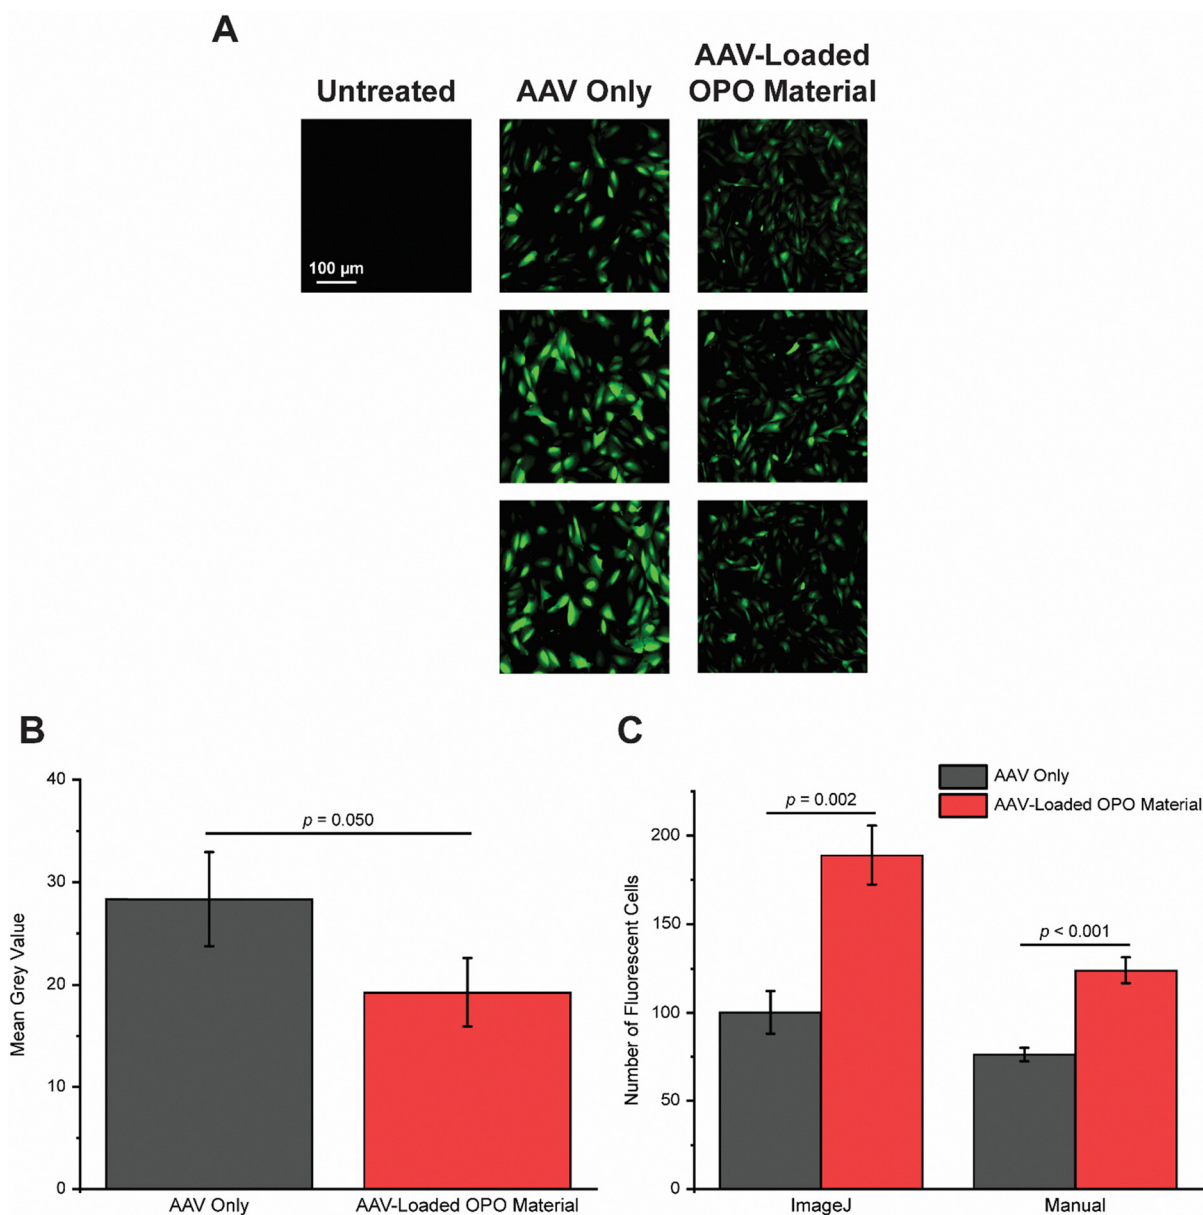 A
Untreated
AAV Only
AAV-Loaded
OPO Material
100 µm
B
40
30
20
10
0
Mean Grey Value
p = 0.050
AAV Only
AAV-Loaded OPO Material
C
AAV Only
AAV-Loaded OPO Material
200
150
100
50
0
Number of Fluorescent Cells
p = 0.002
p < 0.001
ImageJ
Manual